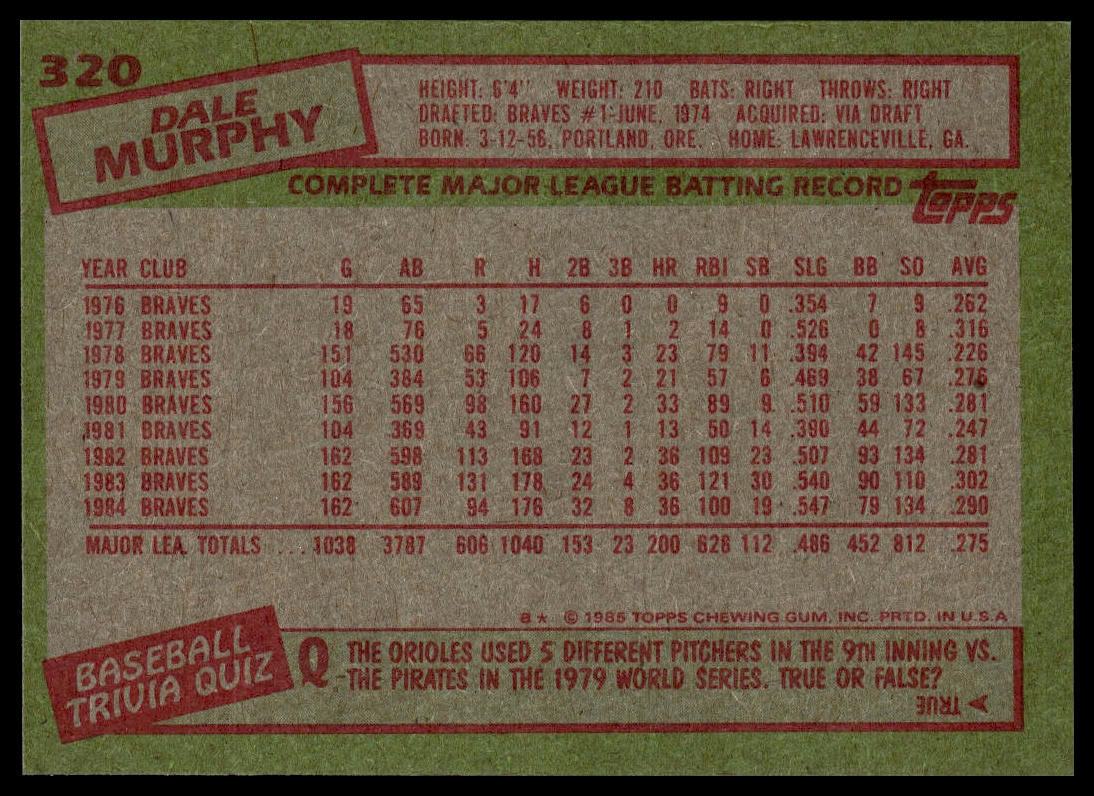 320
DALE
MURPHY
HEIGHT: 6'4" WEIGHT: 210 BATS: RIGHT THROWS: RIGHT
DRAFTED: BRAVES #1-JUNE, 1974 ACQUIRED: VIA DRAFT
BORN: 3-12-56, PORTLAND, ORE. HOME: LAWRENCEVILLE, GA.
COMPLETE MAJOR LEAGUE BATTING RECORD
topps
YEAR CLUB G AB R H 2B 3B HR RBI SB SLG BB SO AVG
1976 BRAVES 19 65 3 17 6 0 0 9 0 .354 7 9 .262
1977 BRAVES 18 76 5 24 8 1 2 14 0 .526 0 8 .316
1978 BRAVES 151 530 66 120 14 3 23 79 11 .394 42 145 .226
1979 BRAVES 104 384 53 106 7 2 21 57 6 .469 38 67 .276
1980 BRAVES 156 569 98 160 27 2 33 89 9 .510 59 133 .281
1981 BRAVES 104 369 43 91 12 1 13 50 14 .390 44 72 .247
1982 BRAVES 162 598 113 168 23 2 36 109 23 .507 93 134 .281
1983 BRAVES 162 589 131 178 24 4 36 121 30 .540 90 110 .302
1984 BRAVES 162 607 94 176 32 8 36 100 19 .547 79 134 .290
MAJOR LEA. TOTALS ... 1038 3787 606 1040 153 23 200 628 112 .486 452 812 .275
8★ © 1985 TOPPS CHEWING GUM, INC. PRTD. IN U.S.A
BASEBALL
TRIVIA QUIZ
Q THE ORIOLES USED 5 DIFFERENT PITCHERS IN THE 9TH INNING VS.
THE PIRATES IN THE 1979 WORLD SERIES. TRUE OR FALSE?
A TRUE